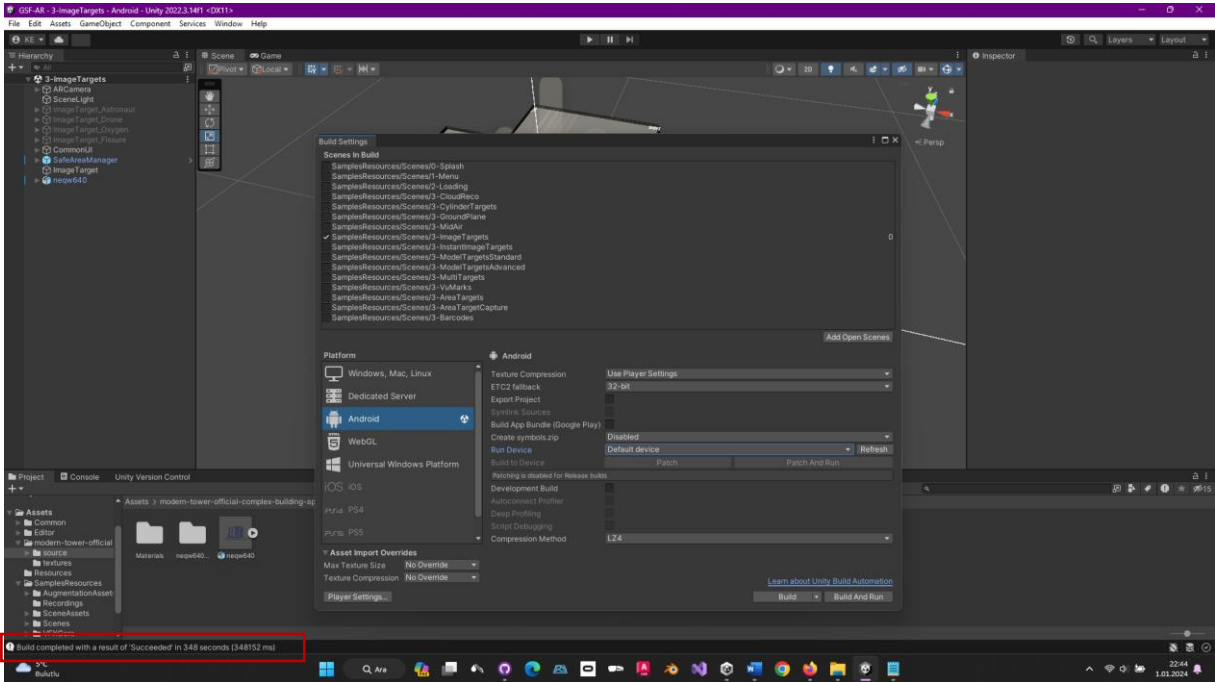 GSF-AR - 3-ImageTargets - Android - Unity 2022.3.14f1 <DX11>
File Edit Assets GameObject Component Services Window Help
KE
Layers
Layout
Hierarchy
Scene
Game
Inspector
All
Pivot
Local
2D
3-ImageTargets
ARCamera
SceneLight
ImageTarget_Astronaut
ImageTarget_Drone
ImageTarget_Oxygen
ImageTarget_Fissure
CommonUI
SafeAreaManager
ImageTarget
neqw640
Y
Persp
Build Settings
Scenes In Build
SamplesResources/Scenes/0-Splash
SamplesResources/Scenes/1-Menu
SamplesResources/Scenes/2-Loading
SamplesResources/Scenes/3-CloudReco
SamplesResources/Scenes/3-CylinderTargets
SamplesResources/Scenes/3-GroundPlane
SamplesResources/Scenes/3-MidAir
SamplesResources/Scenes/3-ImageTargets 0
SamplesResources/Scenes/3-InstantImageTargets
SamplesResources/Scenes/3-ModelTargetsStandard
SamplesResources/Scenes/3-ModelTargetsAdvanced
SamplesResources/Scenes/3-MultiTargets
SamplesResources/Scenes/3-VuMarks
SamplesResources/Scenes/3-AreaTargets
SamplesResources/Scenes/3-AreaTargetCapture
SamplesResources/Scenes/3-Barcodes
Add Open Scenes
Platform
Windows, Mac, Linux
Dedicated Server
Android
WebGL
Universal Windows Platform
iOS iOS
PS4 PS4
PS5 PS5
Android
Texture Compression Use Player Settings
ETC2 fallback 32-bit
Export Project
Symlink Sources
Build App Bundle (Google Play)
Create symbols.zip Disabled
Run Device Default device Refresh
Build to Device Patch Patch And Run
Patching is disabled for Release builds
Development Build
Autoconnect Profiler
Deep Profiling
Script Debugging
Compression Method LZ4
Asset Import Overrides
Max Texture Size No Override
Texture Compression No Override
Learn about Unity Build Automation
Player Settings...
Build
Build And Run
Project
Console
Unity Version Control
15
Assets > modern-tower-official-complex-building-ap
Assets
Common
Editor
modern-tower-official
source
textures
Resources
SamplesResources
AugmentationAsset
Recordings
SceneAssets
Scenes
Materials
neqw640...
neqw640
Build completed with a result of 'Succeeded' in 348 seconds (348152 ms)
5°C
Bulutlu
Ara
22:44
1.01.2024